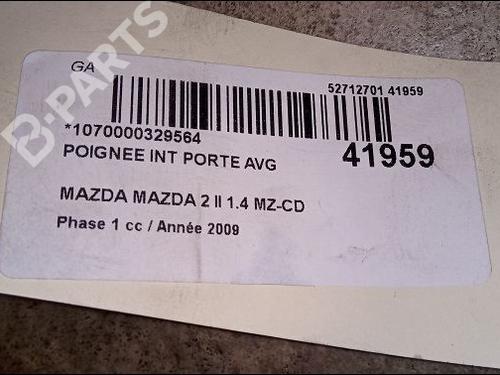 B-PARTS
GA
52712701 41959
*1070000329564
POIGNEE INT PORTE AVG
41959
MAZDA MAZDA 2 II 1.4 MZ-CD
Phase 1 cc / Année 2009